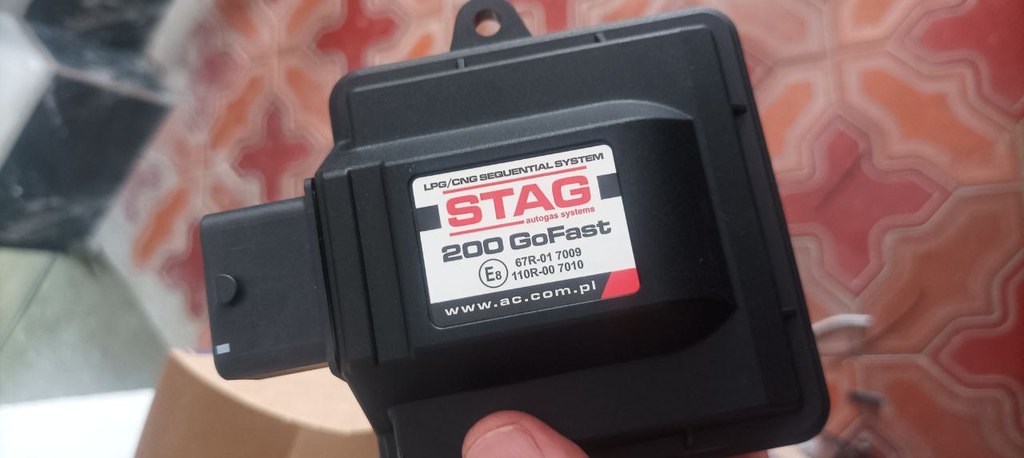 LPG/CNG SEQUENTIAL SYSTEM
STAG
autogas systems
200 GoFast
E8 67R-01 7009
110R-00 7010
www.ac.com.pl